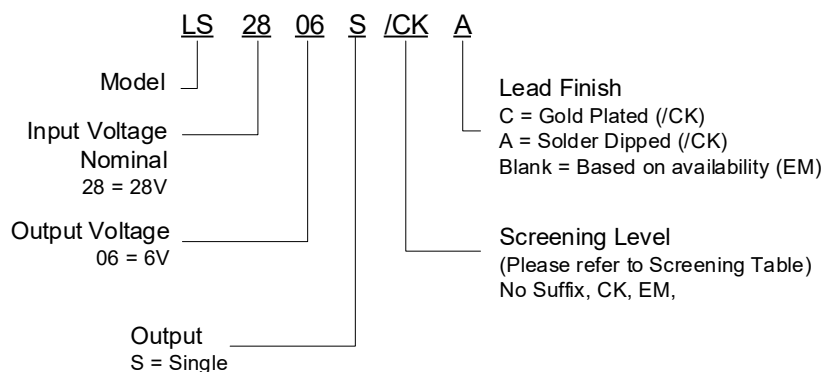 LS 28 06 S /CK A
Model
Input Voltage
Nominal
28 = 28V
Output Voltage
06 = 6V
Output
S = Single
Lead Finish
C = Gold Plated (/CK)
A = Solder Dipped (/CK)
Blank = Based on availability (EM)
Screening Level
(Please refer to Screening Table)
No Suffix, CK, EM,